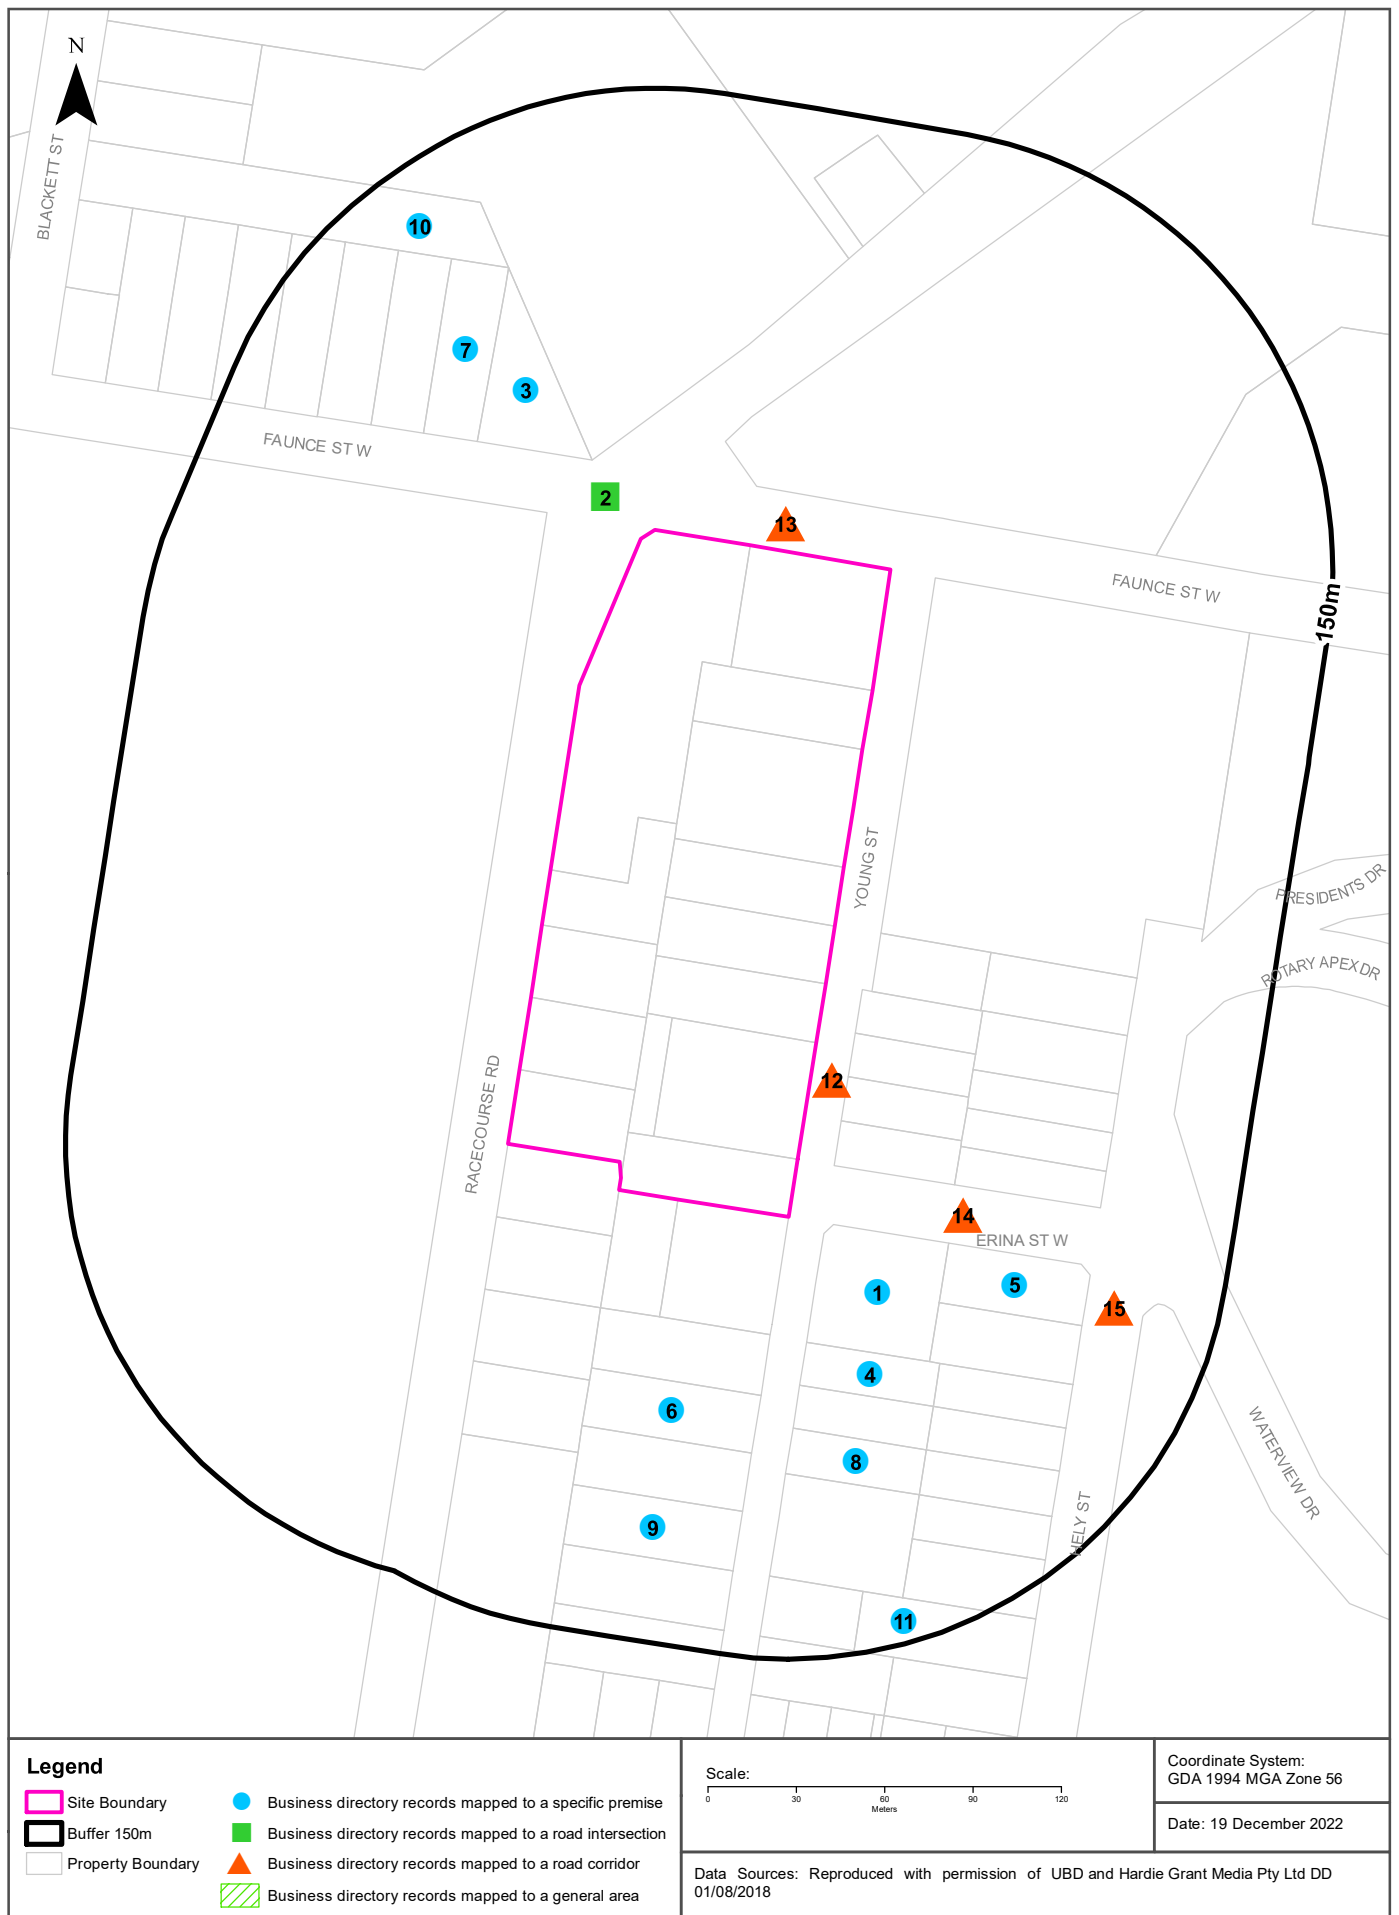 N
BLACKETT ST
10
7
3
FAUNCE ST W
2
13
FAUNCE ST W
150m
YOUNG ST
PRESIDENTS DR
ROTARY APEX DR
RACECOURSE RD
12
14
ERINA ST W
1
5
15
4
6
8
WATERVIEW DR
9
HELY ST
11
Legend
Site Boundary
Buffer 150m
Property Boundary
Business directory records mapped to a specific premise
Business directory records mapped to a road intersection
Business directory records mapped to a road corridor
Business directory records mapped to a general area
Scale:
0 30 60 90 120
Meters
Coordinate System:
GDA 1994 MGA Zone 56
Date: 19 December 2022
Data Sources: Reproduced with permission of UBD and Hardie Grant Media Pty Ltd DD
01/08/2018